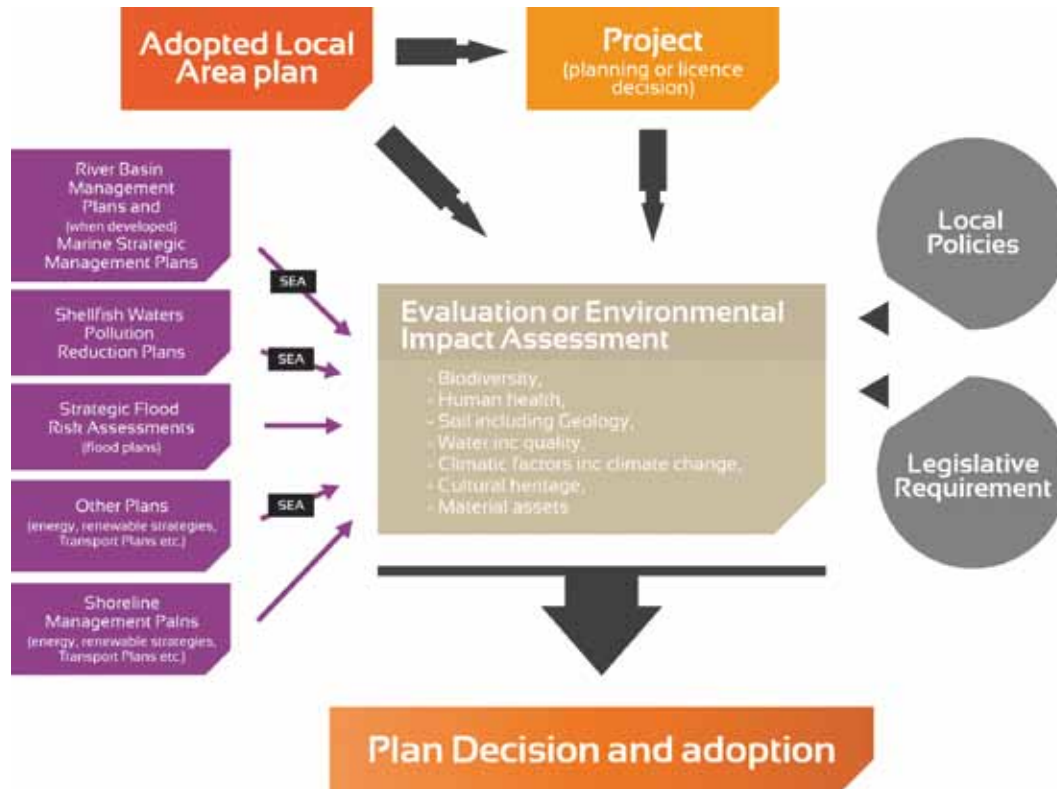 Adopted Local
Area plan
Project
(planning or licence
decision)
River Basin
Management
Plans and
(when developed)
Marine Strategic
Management Plans
SEA
Shellfish Waters
Pollution
Reduction Plans
SEA
Strategic Flood
Risk Assessments
(flood plans)
Other Plans
(energy, renewable strategies,
Transport Plans etc.)
SEA
Shoreline
Management Palns
(energy, renewable strategies,
Transport Plans etc.)
Evaluation or Environmental
Impact Assessment
- Biodiversity,
- Human health,
- Soil including Geology,
- Water inc quality,
- Climatic factors inc climate change,
- Cultural heritage,
- Material assets
Local
Policies
Legislative
Requirement
Plan Decision and adoption